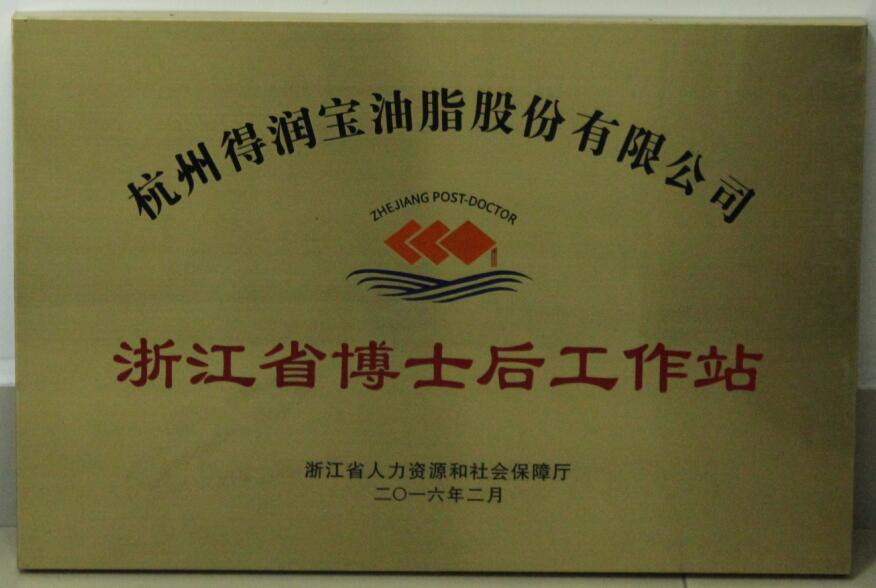 杭州得润宝油脂股份有限公司
ZHEJIANG POST-DOCTOR
浙江省博士后工作站
浙江省人力资源和社会保障厅
二〇一六年二月